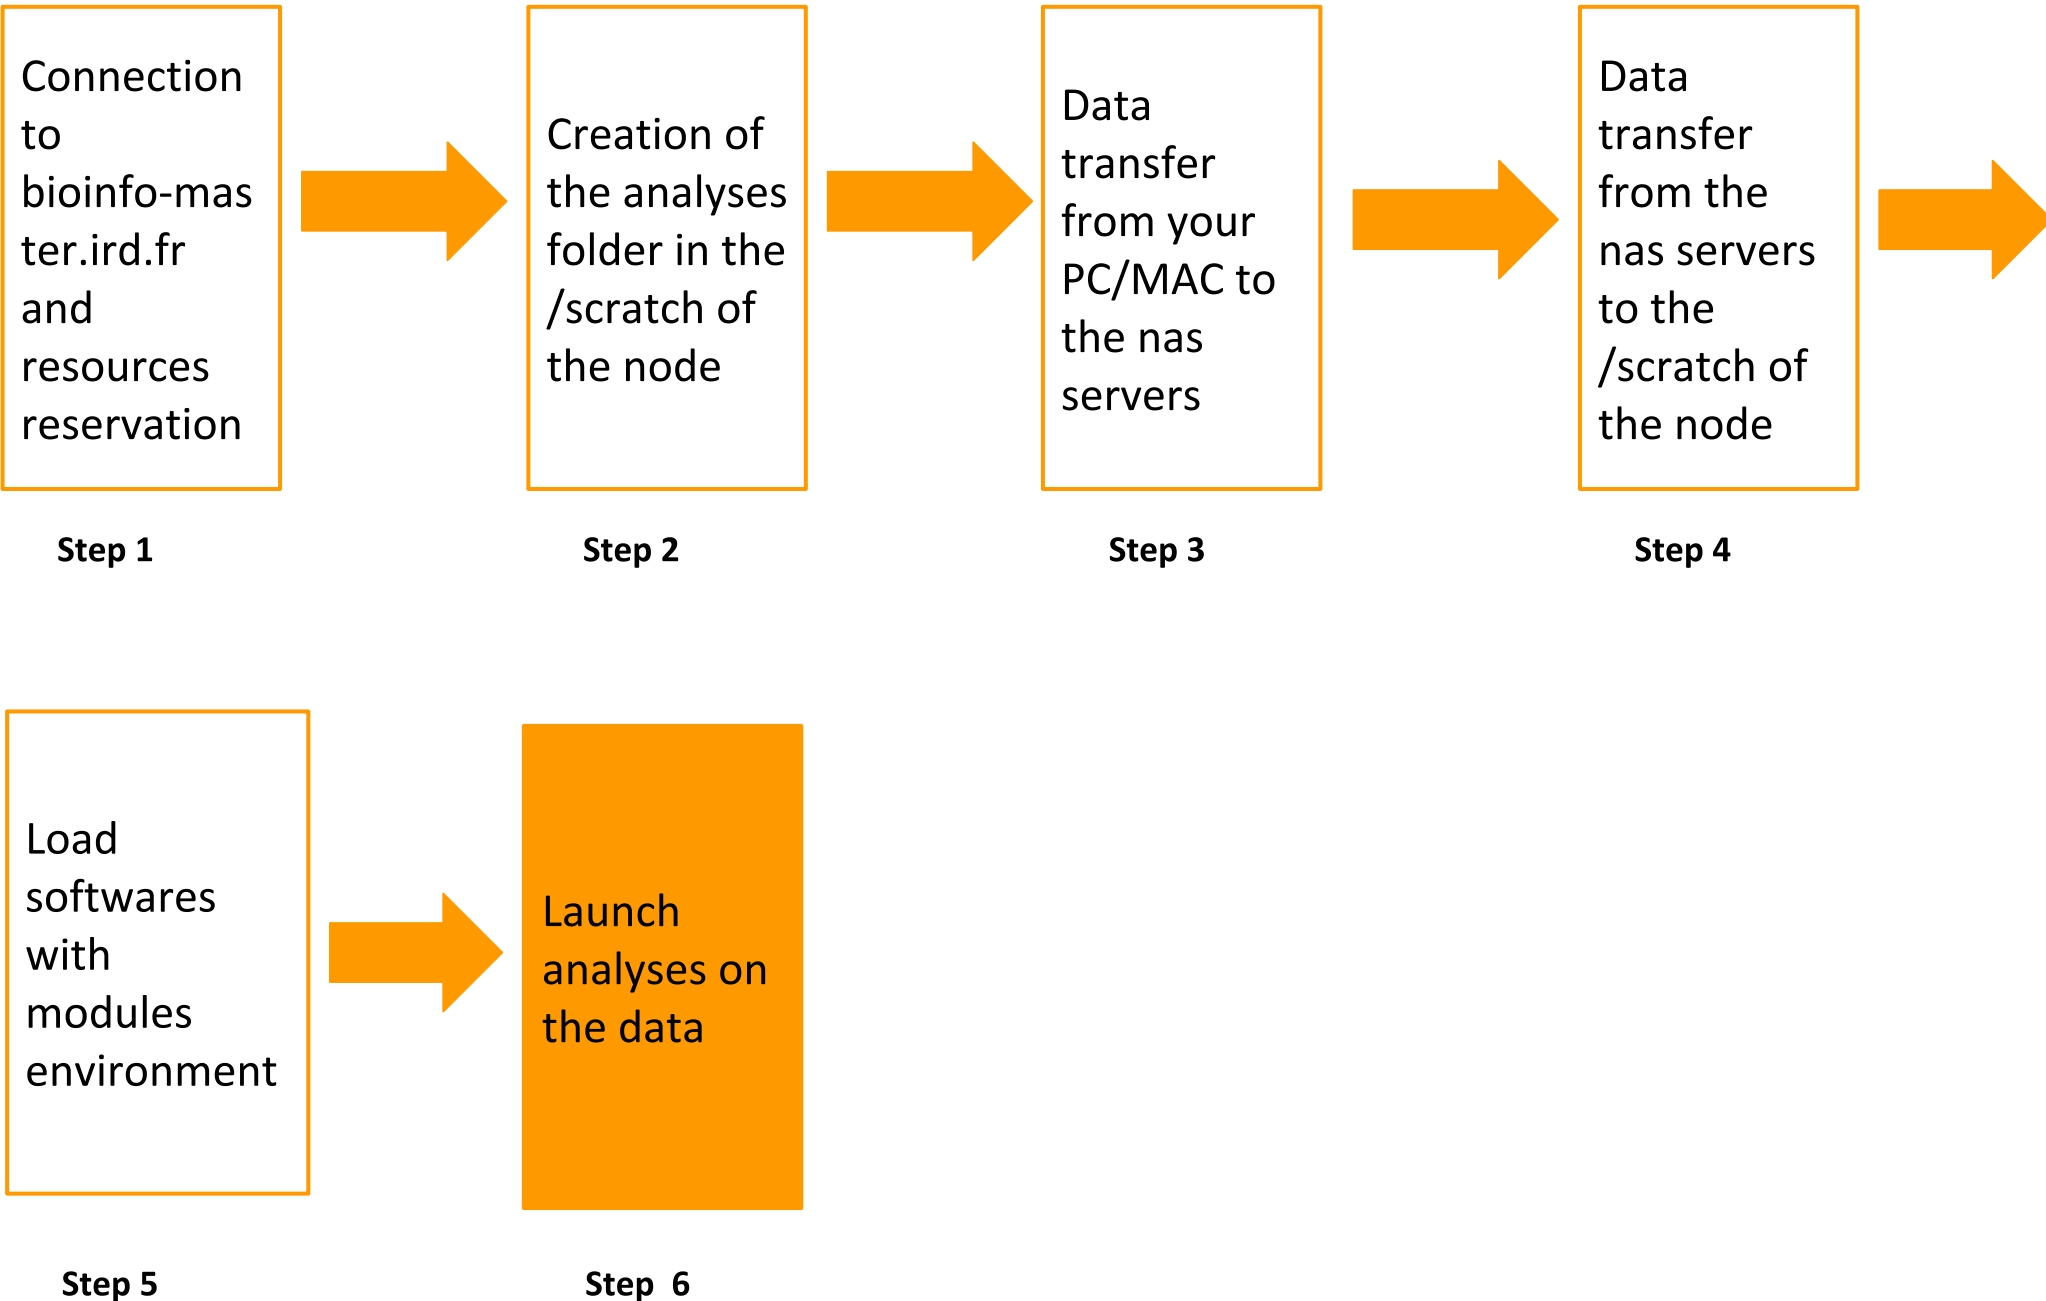 Connection
to
bioinfo-mas
ter.ird.fr
and
resources
reservation
Creation of
the analyses
folder in the
/scratch of
the node
Data
transfer
from your
PC/MAC to
the nas
servers
Data
transfer
from the
nas servers
to the
/scratch of
the node
Step 1
Step 2
Step 3
Step 4
Load
softwares
with
modules
environment
Launch
analyses on
the data
Step 5
Step  6